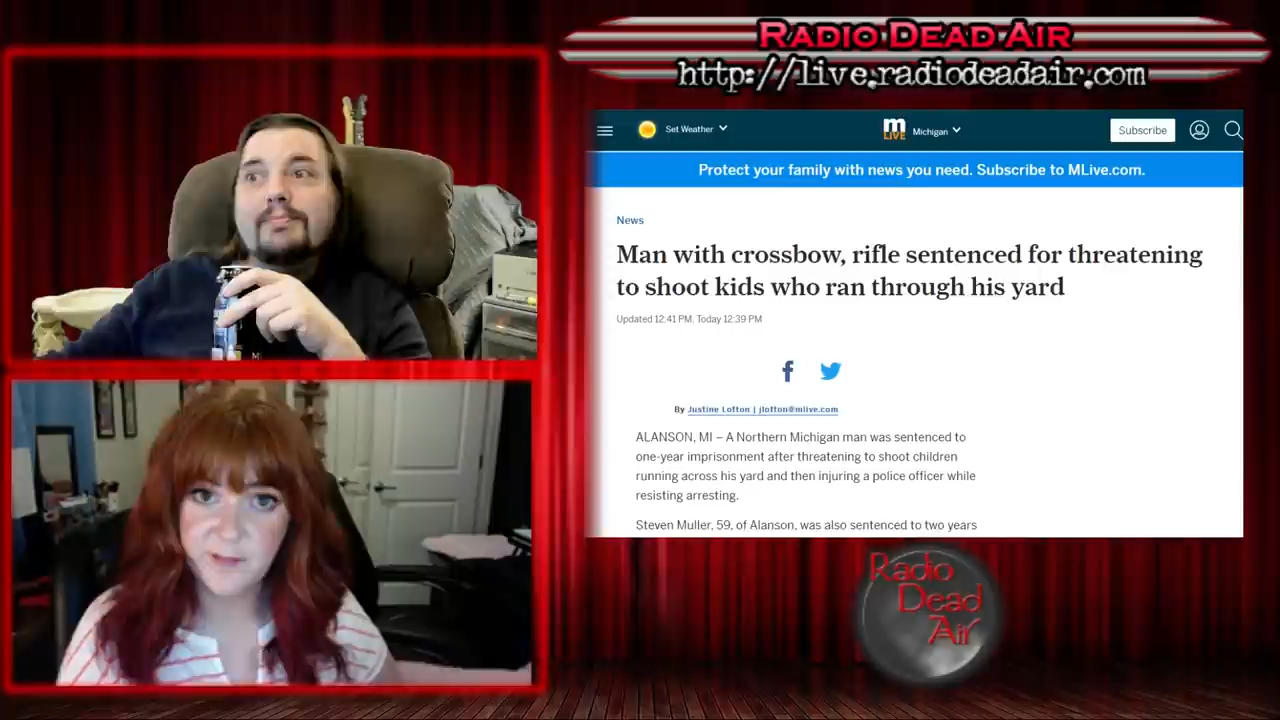 RADIO DEAD AIR
http://live.radiodeadair.com
Set Weather
m
LIVE
Michigan
Subscribe
Protect your family with news you need. Subscribe to MLive.com.
News
Man with crossbow, rifle sentenced for threatening
to shoot kids who ran through his yard
Updated 12:41 PM, Today 12:39 PM
By Justine Lofton | jlofton@mlive.com
ALANSON, MI – A Northern Michigan man was sentenced to
one-year imprisonment after threatening to shoot children
running across his yard and then injuring a police officer while
resisting arresting.
Steven Muller, 59, of Alanson, was also sentenced to two years
Radio
Dead
Air